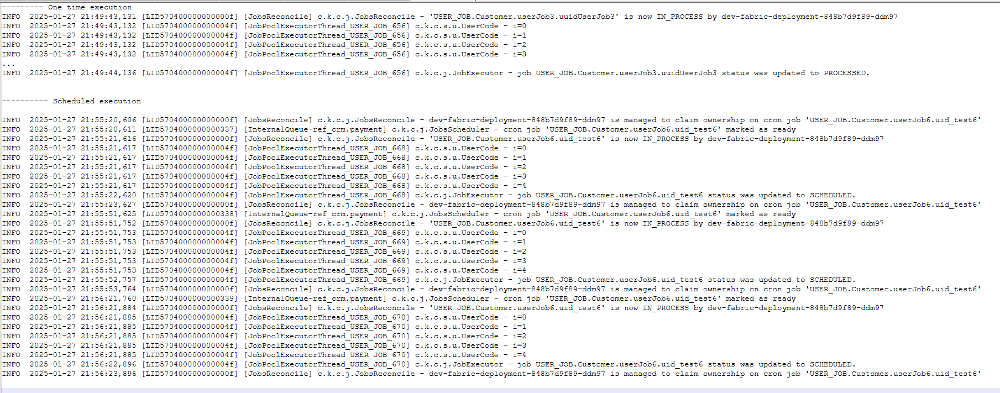 --------- One time execution
INFO  2025-01-27 21:49:43,131 [LID570400000000000f] [JobsReconcile] c.k.c.j.JobsReconcile - 'USER_JOB.Customer.userJob3.uuidUserJob3' is now IN_PROCESS by dev-fabric-deployment-848b7d9f89-ddm97
INFO  2025-01-27 21:49:43,132 [LID570400000000004f] [JobPoolExecutorThread_USER_JOB_656] c.k.c.s.u.UserCode - i=0
INFO  2025-01-27 21:49:43,132 [LID570400000000004f] [JobPoolExecutorThread_USER_JOB_656] c.k.c.s.u.UserCode - i=1
INFO  2025-01-27 21:49:43,132 [LID570400000000004f] [JobPoolExecutorThread_USER_JOB_656] c.k.c.s.u.UserCode - i=2
INFO  2025-01-27 21:49:43,132 [LID570400000000004f] [JobPoolExecutorThread_USER_JOB_656] c.k.c.s.u.UserCode - i=3
...
INFO  2025-01-27 21:49:44,136 [LID570400000000004f] [JobPoolExecutorThread_USER_JOB_656] c.k.c.j.JobExecutor - job USER_JOB.Customer.userJob3.uuidUserJob3 status was updated to PROCESSED.
---------- Scheduled execution
INFO  2025-01-27 21:55:20,606 [LID570400000000000f] [JobsReconcile] c.k.c.j.JobsReconcile - dev-fabric-deployment-848b7d9f89-ddm97 is managed to claim ownership on cron job 'USER_JOB.Customer.userJob6.uid_test6'
INFO  2025-01-27 21:55:20,611 [LID5704000000000337] [InternalQueue-ref_crm.payment] c.k.c.j.JobsScheduler - cron job 'USER_JOB.Customer.userJob6.uid_test6' marked as ready
INFO  2025-01-27 21:55:21,616 [LID570400000000000f] [JobsReconcile] c.k.c.j.JobsReconcile - 'USER_JOB.Customer.userJob6.uid_test6' is now IN_PROCESS by dev-fabric-deployment-848b7d9f89-ddm97
INFO  2025-01-27 21:55:21,617 [LID570400000000004f] [JobPoolExecutorThread_USER_JOB_668] c.k.c.s.u.UserCode - i=0
INFO  2025-01-27 21:55:21,617 [LID570400000000004f] [JobPoolExecutorThread_USER_JOB_668] c.k.c.s.u.UserCode - i=1
INFO  2025-01-27 21:55:21,617 [LID570400000000004f] [JobPoolExecutorThread_USER_JOB_668] c.k.c.s.u.UserCode - i=2
INFO  2025-01-27 21:55:21,617 [LID570400000000004f] [JobPoolExecutorThread_USER_JOB_668] c.k.c.s.u.UserCode - i=3
INFO  2025-01-27 21:55:21,617 [LID570400000000004f] [JobPoolExecutorThread_USER_JOB_668] c.k.c.s.u.UserCode - i=4
INFO  2025-01-27 21:55:22,620 [LID570400000000004f] [JobPoolExecutorThread_USER_JOB_668] c.k.c.j.JobExecutor - job USER_JOB.Customer.userJob6.uid_test6 status was updated to SCHEDULED.
INFO  2025-01-27 21:55:23,627 [LID570400000000000f] [JobsReconcile] c.k.c.j.JobsReconcile - dev-fabric-deployment-848b7d9f89-ddm97 is managed to claim ownership on cron job 'USER_JOB.Customer.userJob6.uid_test6'
INFO  2025-01-27 21:55:51,625 [LID5704000000000338] [InternalQueue-ref_crm.payment] c.k.c.j.JobsScheduler - cron job 'USER_JOB.Customer.userJob6.uid_test6' marked as ready
INFO  2025-01-27 21:55:51,752 [LID570400000000000f] [JobsReconcile] c.k.c.j.JobsReconcile - 'USER_JOB.Customer.userJob6.uid_test6' is now IN_PROCESS by dev-fabric-deployment-848b7d9f89-ddm97
INFO  2025-01-27 21:55:51,753 [LID570400000000004f] [JobPoolExecutorThread_USER_JOB_669] c.k.c.s.u.UserCode - i=0
INFO  2025-01-27 21:55:51,753 [LID570400000000004f] [JobPoolExecutorThread_USER_JOB_669] c.k.c.s.u.UserCode - i=1
INFO  2025-01-27 21:55:51,753 [LID570400000000004f] [JobPoolExecutorThread_USER_JOB_669] c.k.c.s.u.UserCode - i=2
INFO  2025-01-27 21:55:51,753 [LID570400000000004f] [JobPoolExecutorThread_USER_JOB_669] c.k.c.s.u.UserCode - i=3
INFO  2025-01-27 21:55:51,753 [LID570400000000004f] [JobPoolExecutorThread_USER_JOB_669] c.k.c.s.u.UserCode - i=4
INFO  2025-01-27 21:55:52,757 [LID570400000000004f] [JobPoolExecutorThread_USER_JOB_669] c.k.c.j.JobExecutor - job USER_JOB.Customer.userJob6.uid_test6 status was updated to SCHEDULED.
INFO  2025-01-27 21:55:53,764 [LID570400000000000f] [JobsReconcile] c.k.c.j.JobsReconcile - dev-fabric-deployment-848b7d9f89-ddm97 is managed to claim ownership on cron job 'USER_JOB.Customer.userJob6.uid_test6'
INFO  2025-01-27 21:56:21,760 [LID5704000000000339] [InternalQueue-ref_crm.payment] c.k.c.j.JobsScheduler - cron job 'USER_JOB.Customer.userJob6.uid_test6' marked as ready
INFO  2025-01-27 21:56:21,884 [LID570400000000000f] [JobsReconcile] c.k.c.j.JobsReconcile - 'USER_JOB.Customer.userJob6.uid_test6' is now IN_PROCESS by dev-fabric-deployment-848b7d9f89-ddm97
INFO  2025-01-27 21:56:21,885 [LID570400000000004f] [JobPoolExecutorThread_USER_JOB_670] c.k.c.s.u.UserCode - i=0
INFO  2025-01-27 21:56:21,885 [LID570400000000004f] [JobPoolExecutorThread_USER_JOB_670] c.k.c.s.u.UserCode - i=1
INFO  2025-01-27 21:56:21,885 [LID570400000000004f] [JobPoolExecutorThread_USER_JOB_670] c.k.c.s.u.UserCode - i=2
INFO  2025-01-27 21:56:21,885 [LID570400000000004f] [JobPoolExecutorThread_USER_JOB_670] c.k.c.s.u.UserCode - i=3
INFO  2025-01-27 21:56:21,885 [LID570400000000004f] [JobPoolExecutorThread_USER_JOB_670] c.k.c.s.u.UserCode - i=4
INFO  2025-01-27 21:56:22,896 [LID570400000000004f] [JobPoolExecutorThread_USER_JOB_670] c.k.c.j.JobExecutor - job USER_JOB.Customer.userJob6.uid_test6 status was updated to SCHEDULED.
INFO  2025-01-27 21:56:23,896 [LID570400000000000f] [JobsReconcile] c.k.c.j.JobsReconcile - dev-fabric-deployment-848b7d9f89-ddm97 is managed to claim ownership on cron job 'USER_JOB.Customer.userJob6.uid_test6'